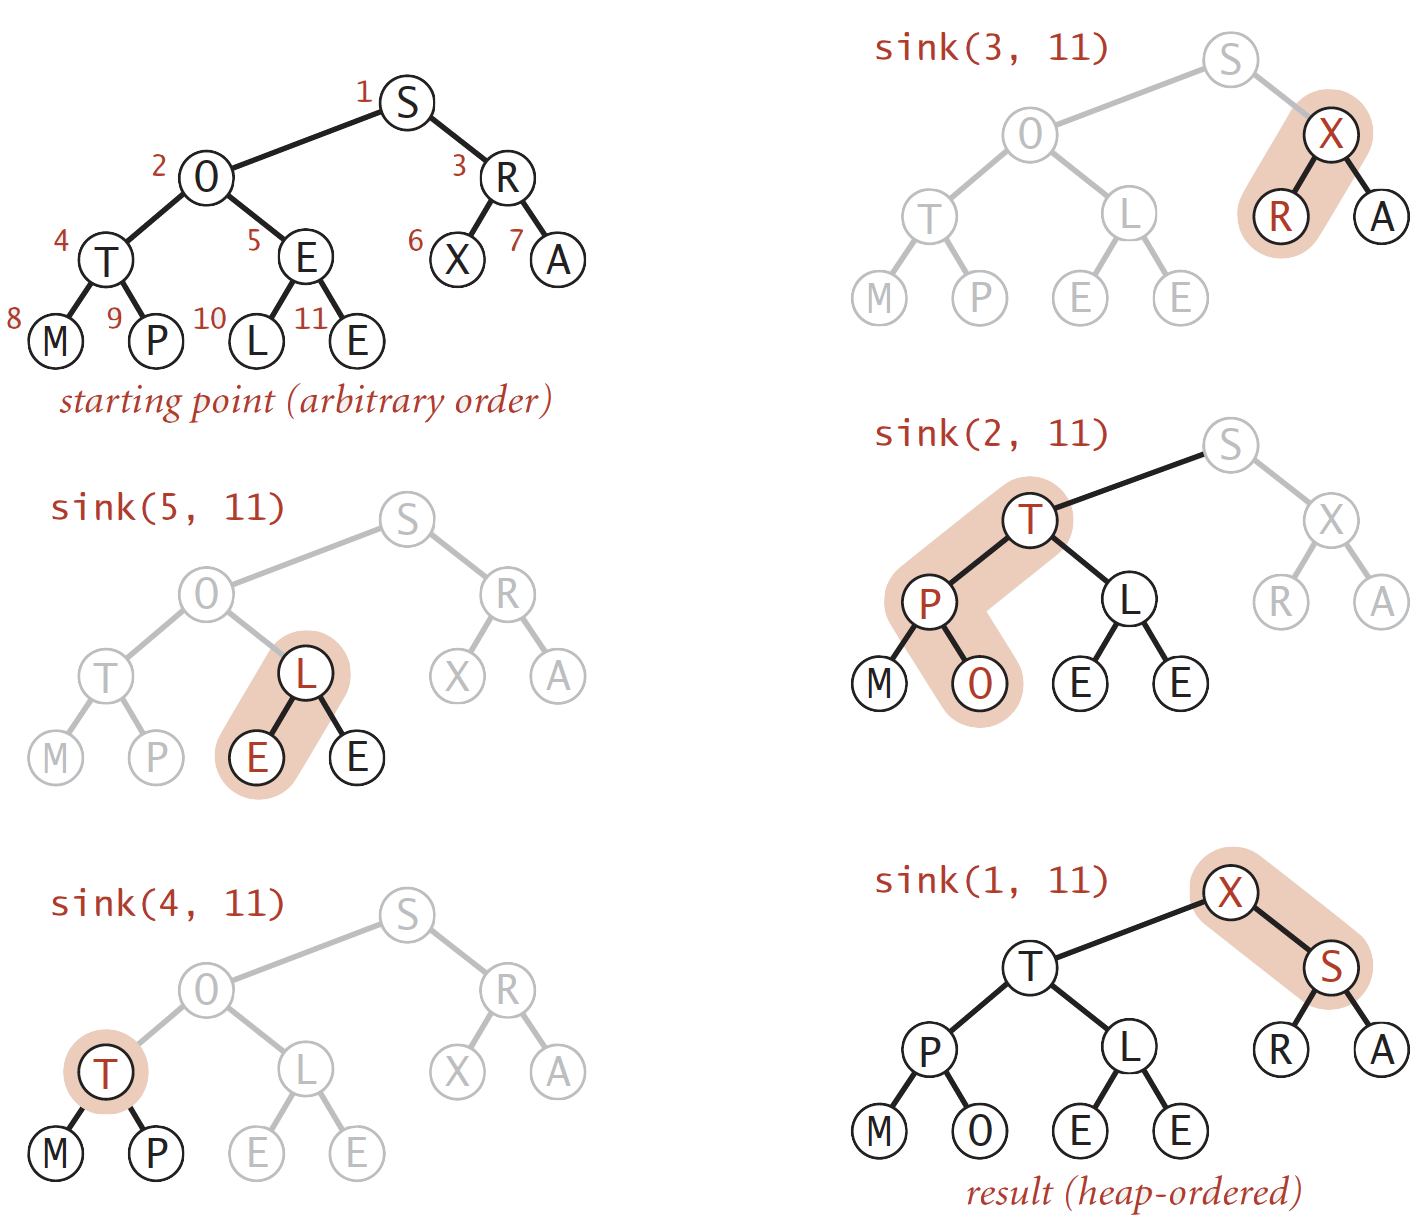 1 S
2 O 3 R
4 T 5 E 6 X 7 A
8 M 9 P 10 L 11 E
starting point (arbitrary order)
sink(5, 11)
S
O R
T L X A
M P E E
sink(4, 11)
S
O R
T L X A
M P E E
sink(3, 11)
S
O X
T L R A
M P E E
sink(2, 11)
S
T X
P L R A
M O E E
sink(1, 11)
X
T S
P L R A
M O E E
result (heap-ordered)